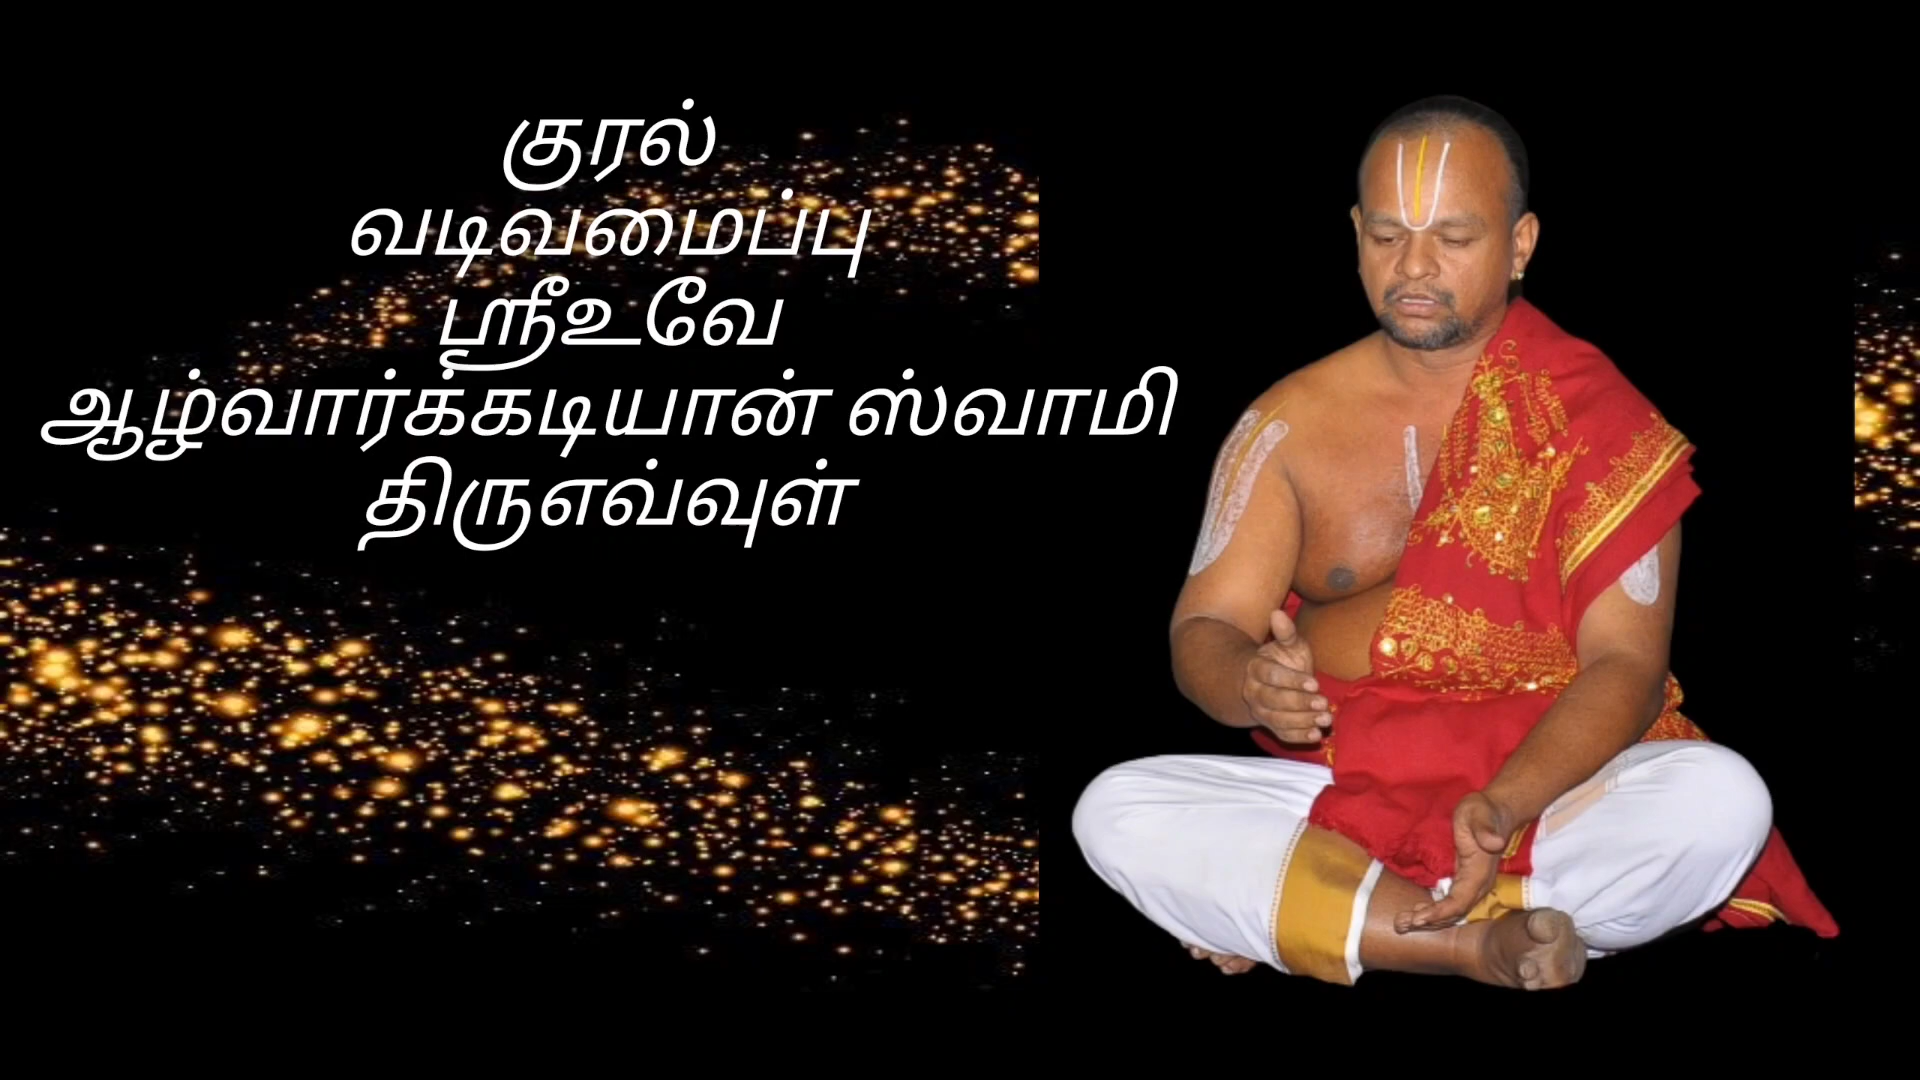 குரல்
வடிவமைப்பு
ஸ்ரீஉவே
ஆழ்வார்க்கடியான் ஸ்வாமி
திருஎவ்வுள்